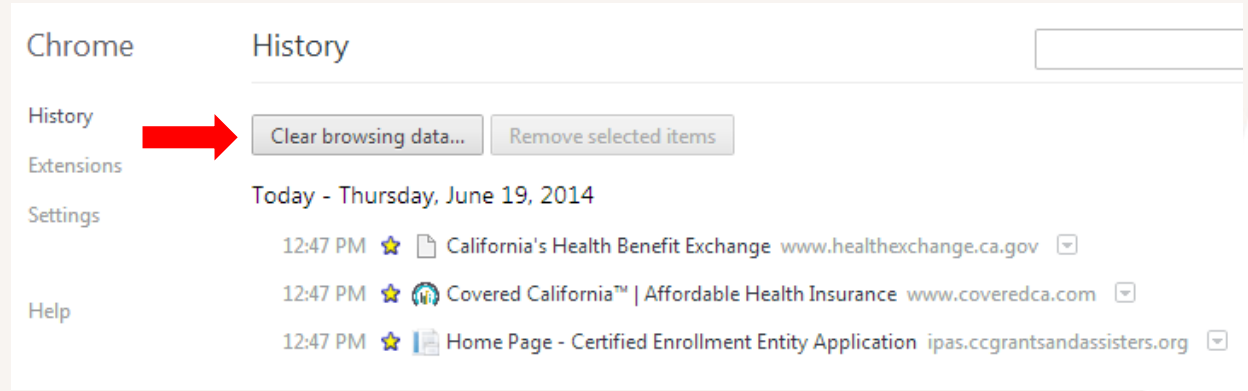 Chrome
History
History
Extensions
Settings
Help
Clear browsing data...
Remove selected items
Today - Thursday, June 19, 2014
12:47 PM California's Health Benefit Exchange www.healthexchange.ca.gov
12:47 PM Covered California™ | Affordable Health Insurance www.coveredca.com
12:47 PM Home Page - Certified Enrollment Entity Application ipas.ccgrantsandassisters.org